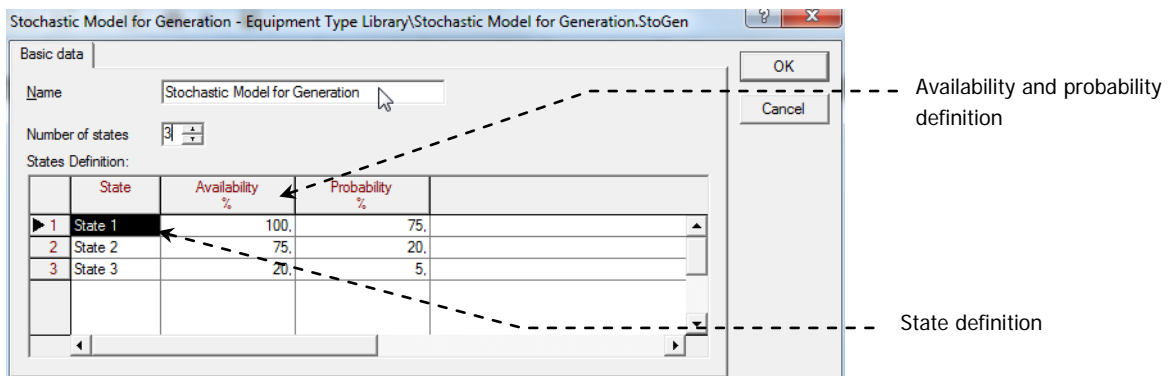 Stochastic Model for Generation - Equipment Type Library\Stochastic Model for Generation.StoGen
Basic data
OK
Name Stochastic Model for Generation
Cancel
Availability and probability
definition
Number of states 3
States Definition:
State Availability Probability
% %
1 State 1 100, 75,
2 State 2 75, 20,
3 State 3 20, 5,
State definition